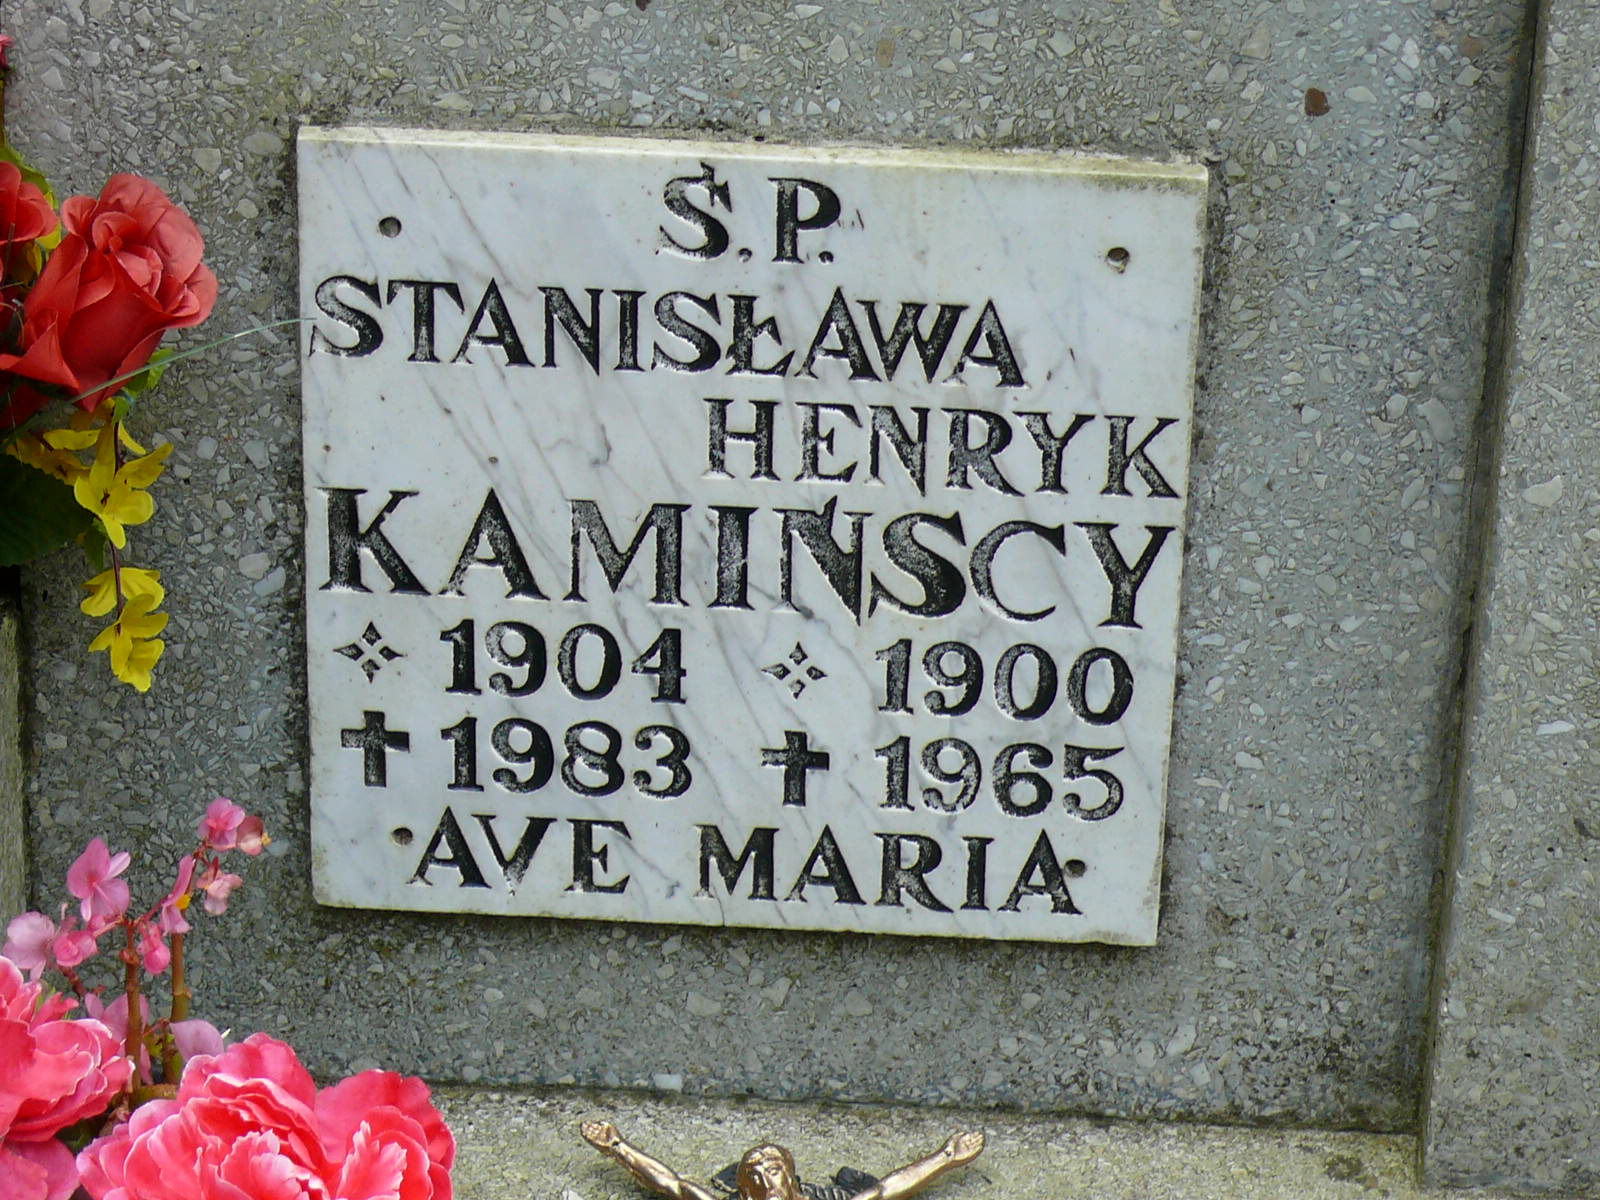 Ś.P.
STANISŁAWA
HENRYK
KAMIŃSCY
1904 1900
✝ 1983 ✝ 1965
AVE MARIA